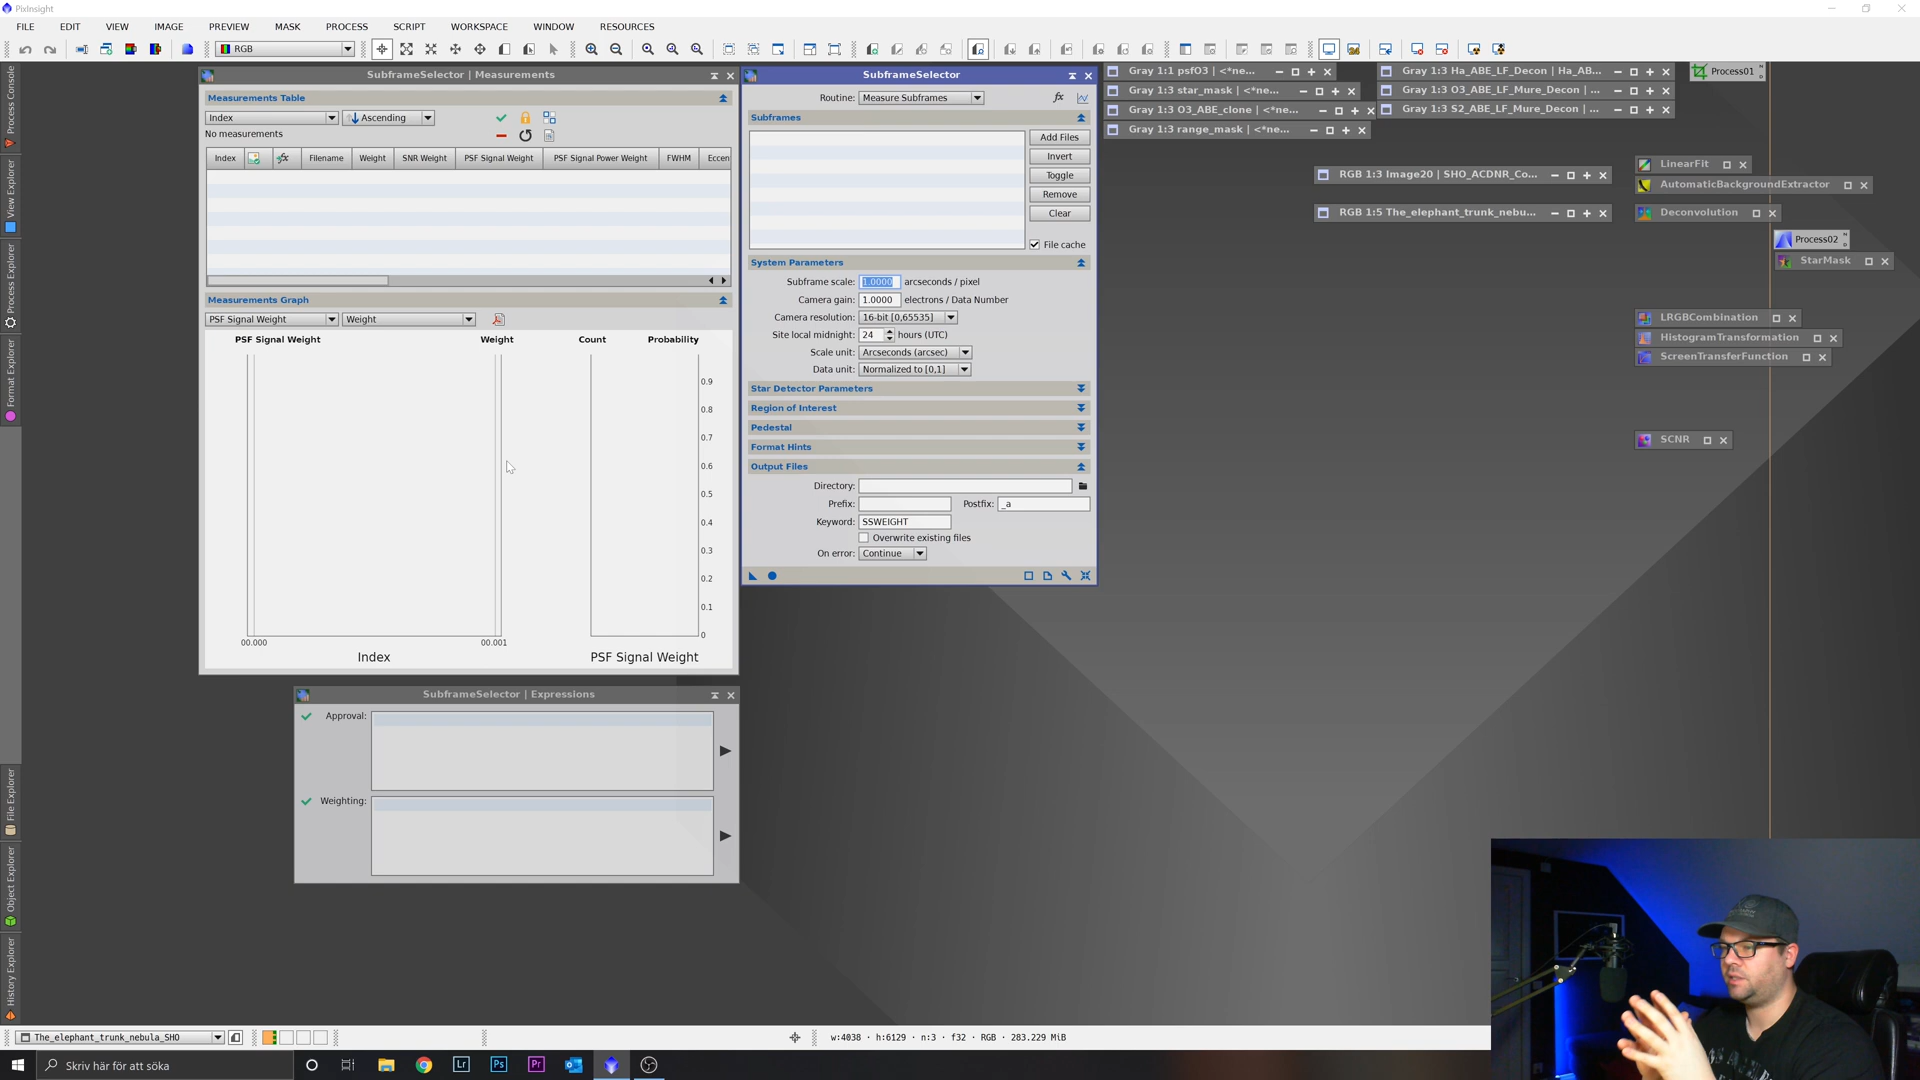 PixInsight
FILE EDIT VIEW IMAGE PREVIEW MASK PROCESS SCRIPT WORKSPACE WINDOW RESOURCES
RGB
Process Console
View Explorer
Process Explorer
Format Explorer
File Explorer
Object Explorer
History Explorer
SubframeSelector | Measurements
Measurements Table
Index Ascending
No measurements
Index Filename Weight SNR Weight PSF Signal Weight PSF Signal Power Weight FWHM Eccen
Measurements Graph
PSF Signal Weight Weight
PSF Signal Weight Weight Count Probability
0.9
0.8
0.7
0.6
0.5
0.4
0.3
0.2
0.1
0
00.000 00.001
Index PSF Signal Weight
SubframeSelector | Expressions
Approval:
Weighting:
SubframeSelector
Routine: Measure Subframes
Subframes
Add Files
Invert
Toggle
Remove
Clear
File cache
System Parameters
Subframe scale: 1.0000 arcseconds / pixel
Camera gain: 1.0000 electrons / Data Number
Camera resolution: 16-bit [0,65535]
Site local midnight: 24 hours (UTC)
Scale unit: Arcseconds (arcsec)
Data unit: Normalized to [0,1]
Star Detector Parameters
Region of Interest
Pedestal
Format Hints
Output Files
Directory:
Prefix: Postfix: _a
Keyword: SSWEIGHT
Overwrite existing files
On error: Continue
Gray 1:1 psfO3 | <*ne...
Gray 1:3 star_mask | <*ne...
Gray 1:3 O3_ABE_clone | <*ne...
Gray 1:3 range_mask | <*ne...
Gray 1:3 Ha_ABE_LF_Decon | Ha_AB...
Gray 1:3 O3_ABE_LF_Mure_Decon | ...
Gray 1:3 S2_ABE_LF_Mure_Decon | ...
Process01
RGB 1:3 Image20 | SHO_ACDNR_Co...
RGB 1:5 The_elephant_trunk_nebu...
LinearFit
AutomaticBackgroundExtractor
Deconvolution
Process02
StarMask
LRGBCombination
HistogramTransformation
ScreenTransferFunction
SCNR
The_elephant_trunk_nebula_SHO
w:4038 · h:6129 · n:3 · f32 · RGB · 283.229 MiB
Skriv här för att söka
Lr Ps Pr